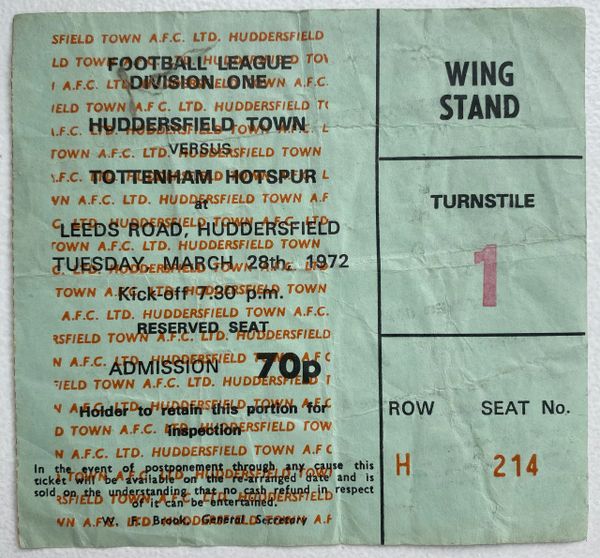 FOOTBALL LEAGUE
DIVISION ONE
HUDDERSFIELD TOWN
VERSUS
TOTTENHAM HOTSPUR
at
LEEDS ROAD, HUDDERSFIELD
TUESDAY, MARCH 28th, 1972
Kick-off 7.30 p.m.
RESERVED SEAT
ADMISSION 70p
Holder to retain this portion for
inspection
In the event of postponement through any cause this
ticket will be available on the re-arranged date and is
sold on the understanding that no cash refund in respect
of it can be entertained.
W. F. Brook, General Secretary
WING
STAND
TURNSTILE
1
ROW SEAT No.
H 214